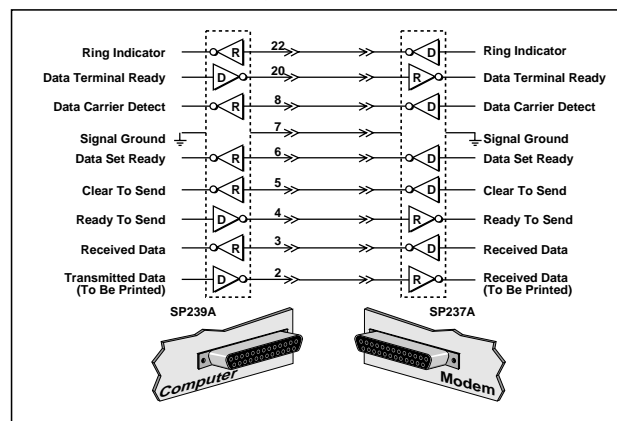 Ring Indicator R 22 D Ring Indicator
Data Terminal Ready D 20 R Data Terminal Ready
Data Carrier Detect R 8 D Data Carrier Detect
Signal Ground 7 Signal Ground
Data Set Ready R 6 D Data Set Ready
Clear To Send R 5 D Clear To Send
Ready To Send D 4 R Ready To Send
Received Data R 3 D Received Data
Transmitted Data D 2 R Received Data
(To Be Printed) (To Be Printed)
SP239A SP237A
Computer Modem